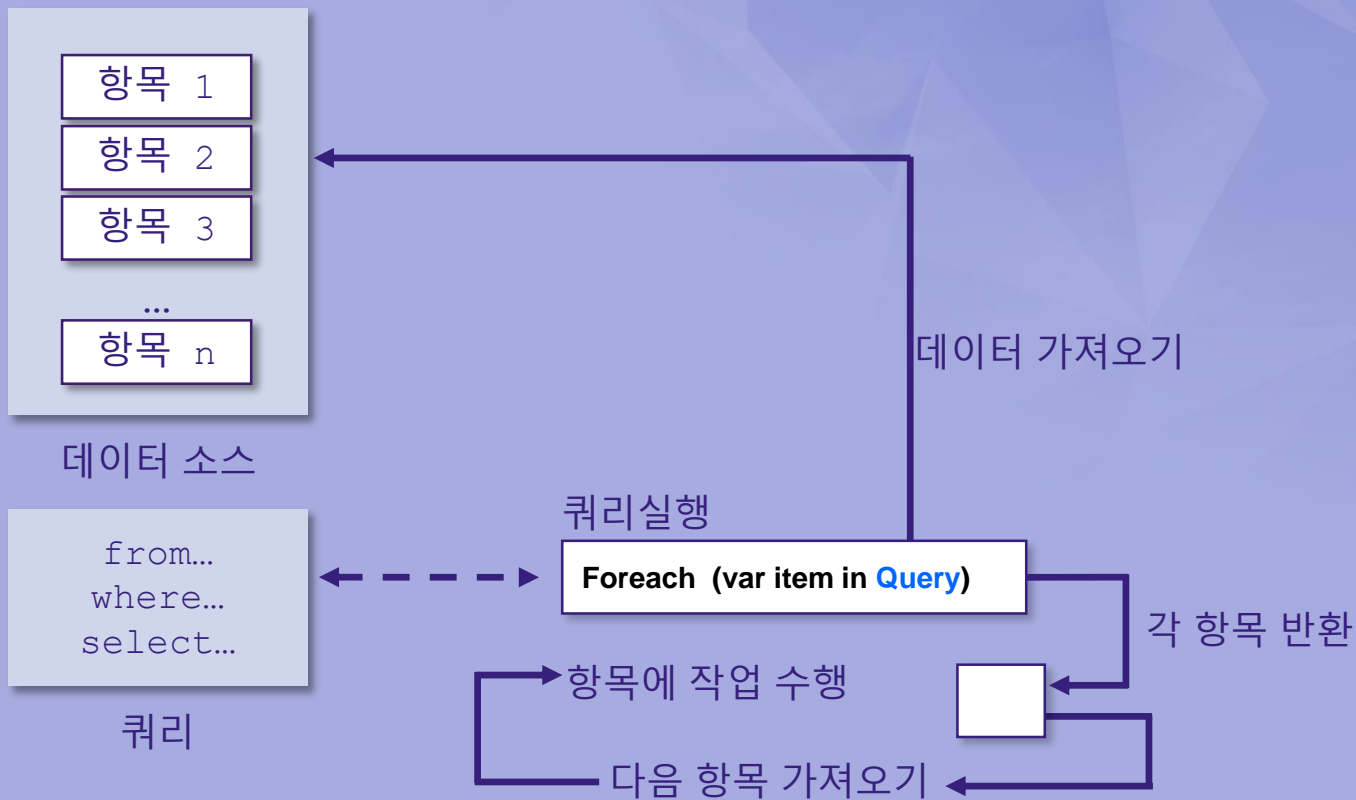 항목 1
항목 2
항목 3
…
항목 n
데이터 소스
데이터 가져오기
쿼리실행
from…
where…
select…
쿼리
Foreach (var item in Query)
각 항목 반환
항목에 작업 수행
다음 항목 가져오기